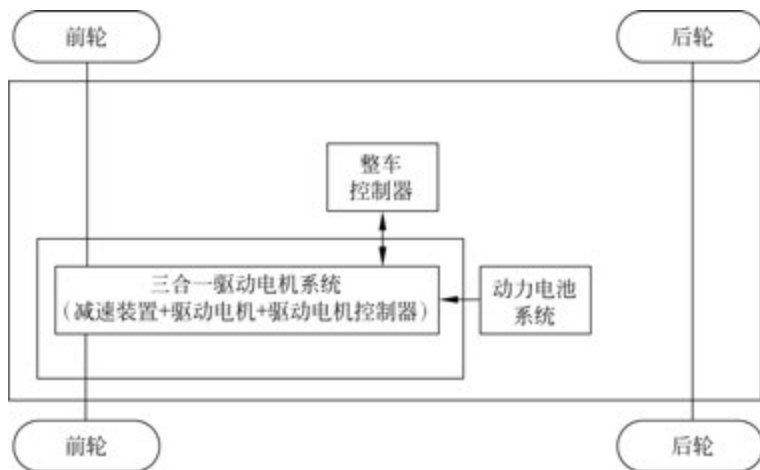 前轮
后轮
整车
控制器
三合一驱动电机系统
（减速装置+驱动电机+驱动电机控制器）
动力电池
系统
前轮
后轮